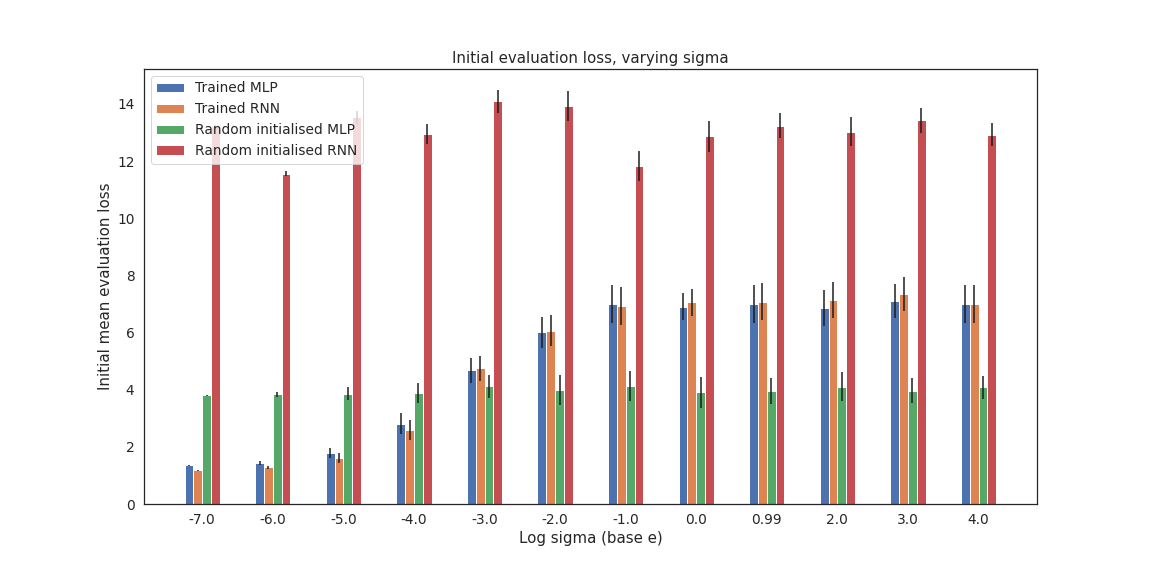 Initial evaluation loss, varying sigma
Trained MLP
Trained RNN
Random initialised MLP
Random initialised RNN
Initial mean evaluation loss
14
12
10
8
6
4
2
0
-7.0 -6.0 -5.0 -4.0 -3.0 -2.0 -1.0 0.0 0.99 2.0 3.0 4.0
Log sigma (base e)